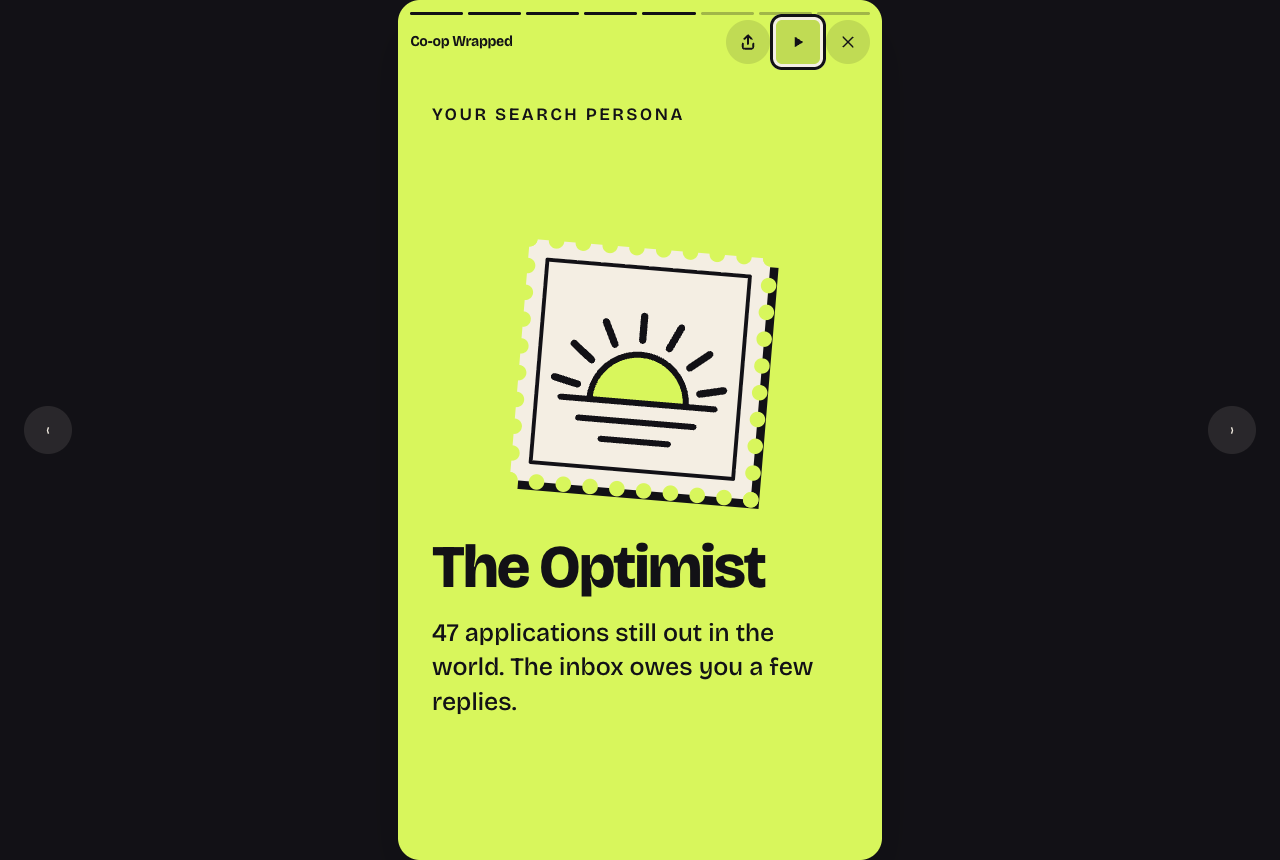 Co-op Wrapped
YOUR SEARCH PERSONA
The Optimist
47 applications still out in the
world. The inbox owes you a few
replies.